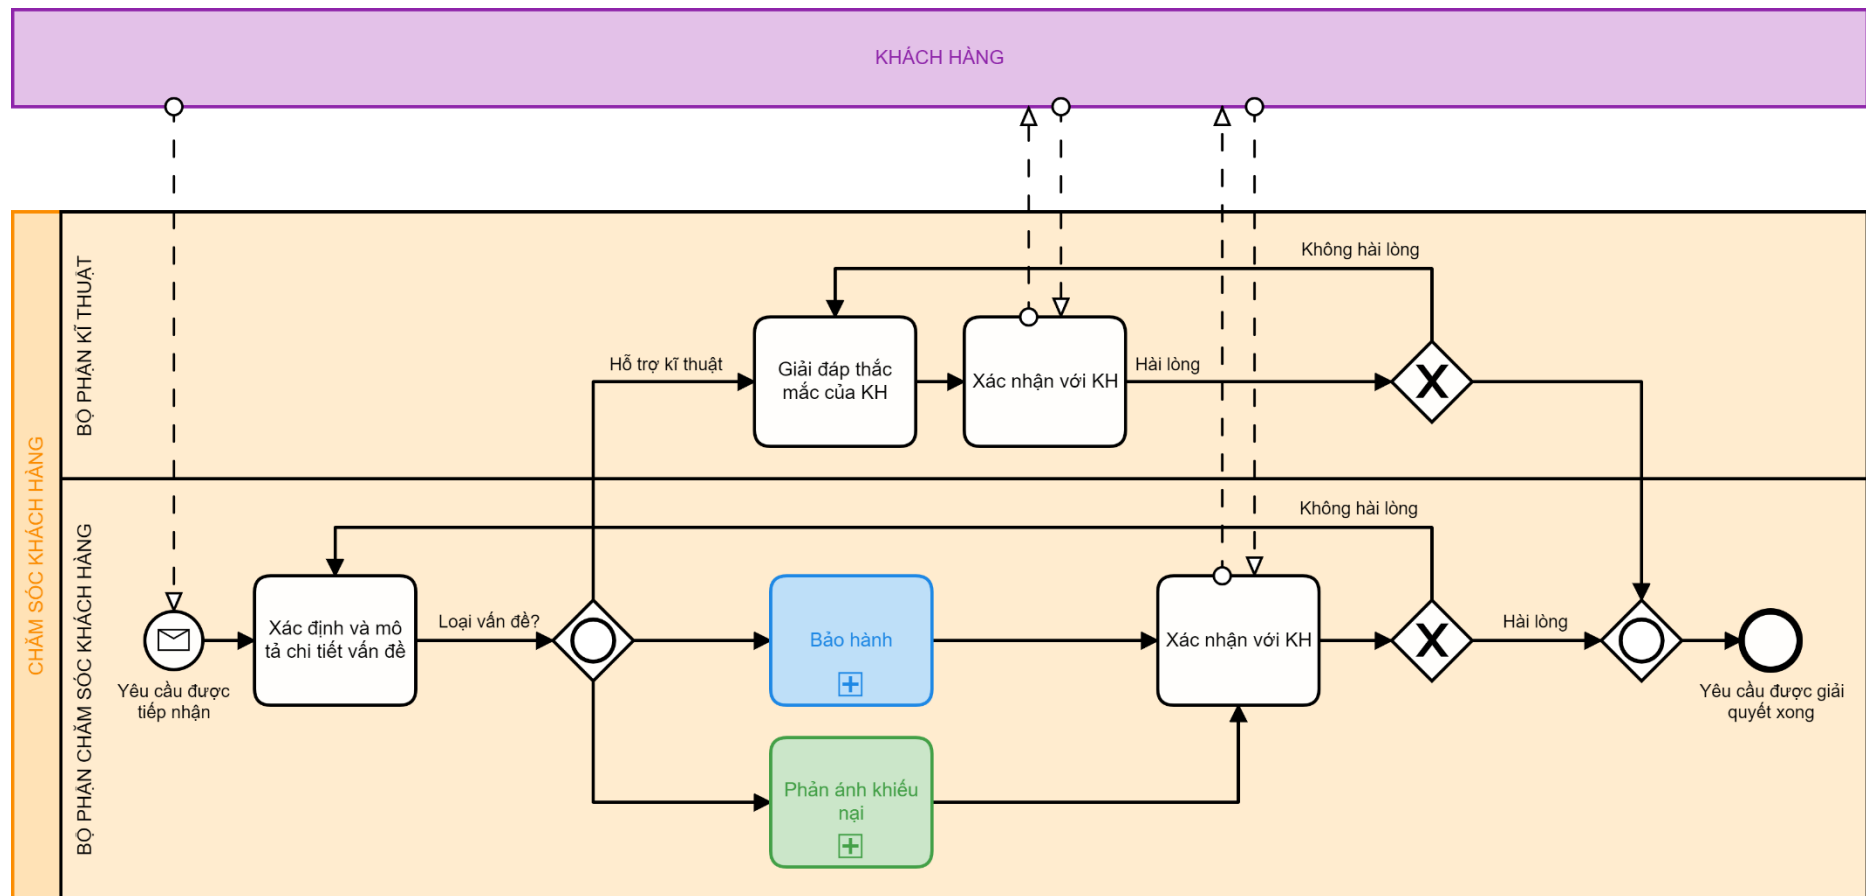 KHÁCH HÀNG
CHĂM SÓC KHÁCH HÀNG
BỘ PHẬN KĨ THUẬT
Không hài lòng
Hỗ trợ kĩ thuật
Giải đáp thắc
mắc của KH
Xác nhận với KH
Hài lòng
X
BỘ PHẬN CHĂM SÓC KHÁCH HÀNG
Không hài lòng
Yêu cầu được
tiếp nhận
Xác định và mô
tả chi tiết vấn đề
Loại vấn đề?
Bảo hành
Phản ánh khiếu
nại
Xác nhận với KH
X
Hài lòng
Yêu cầu được giải
quyết xong